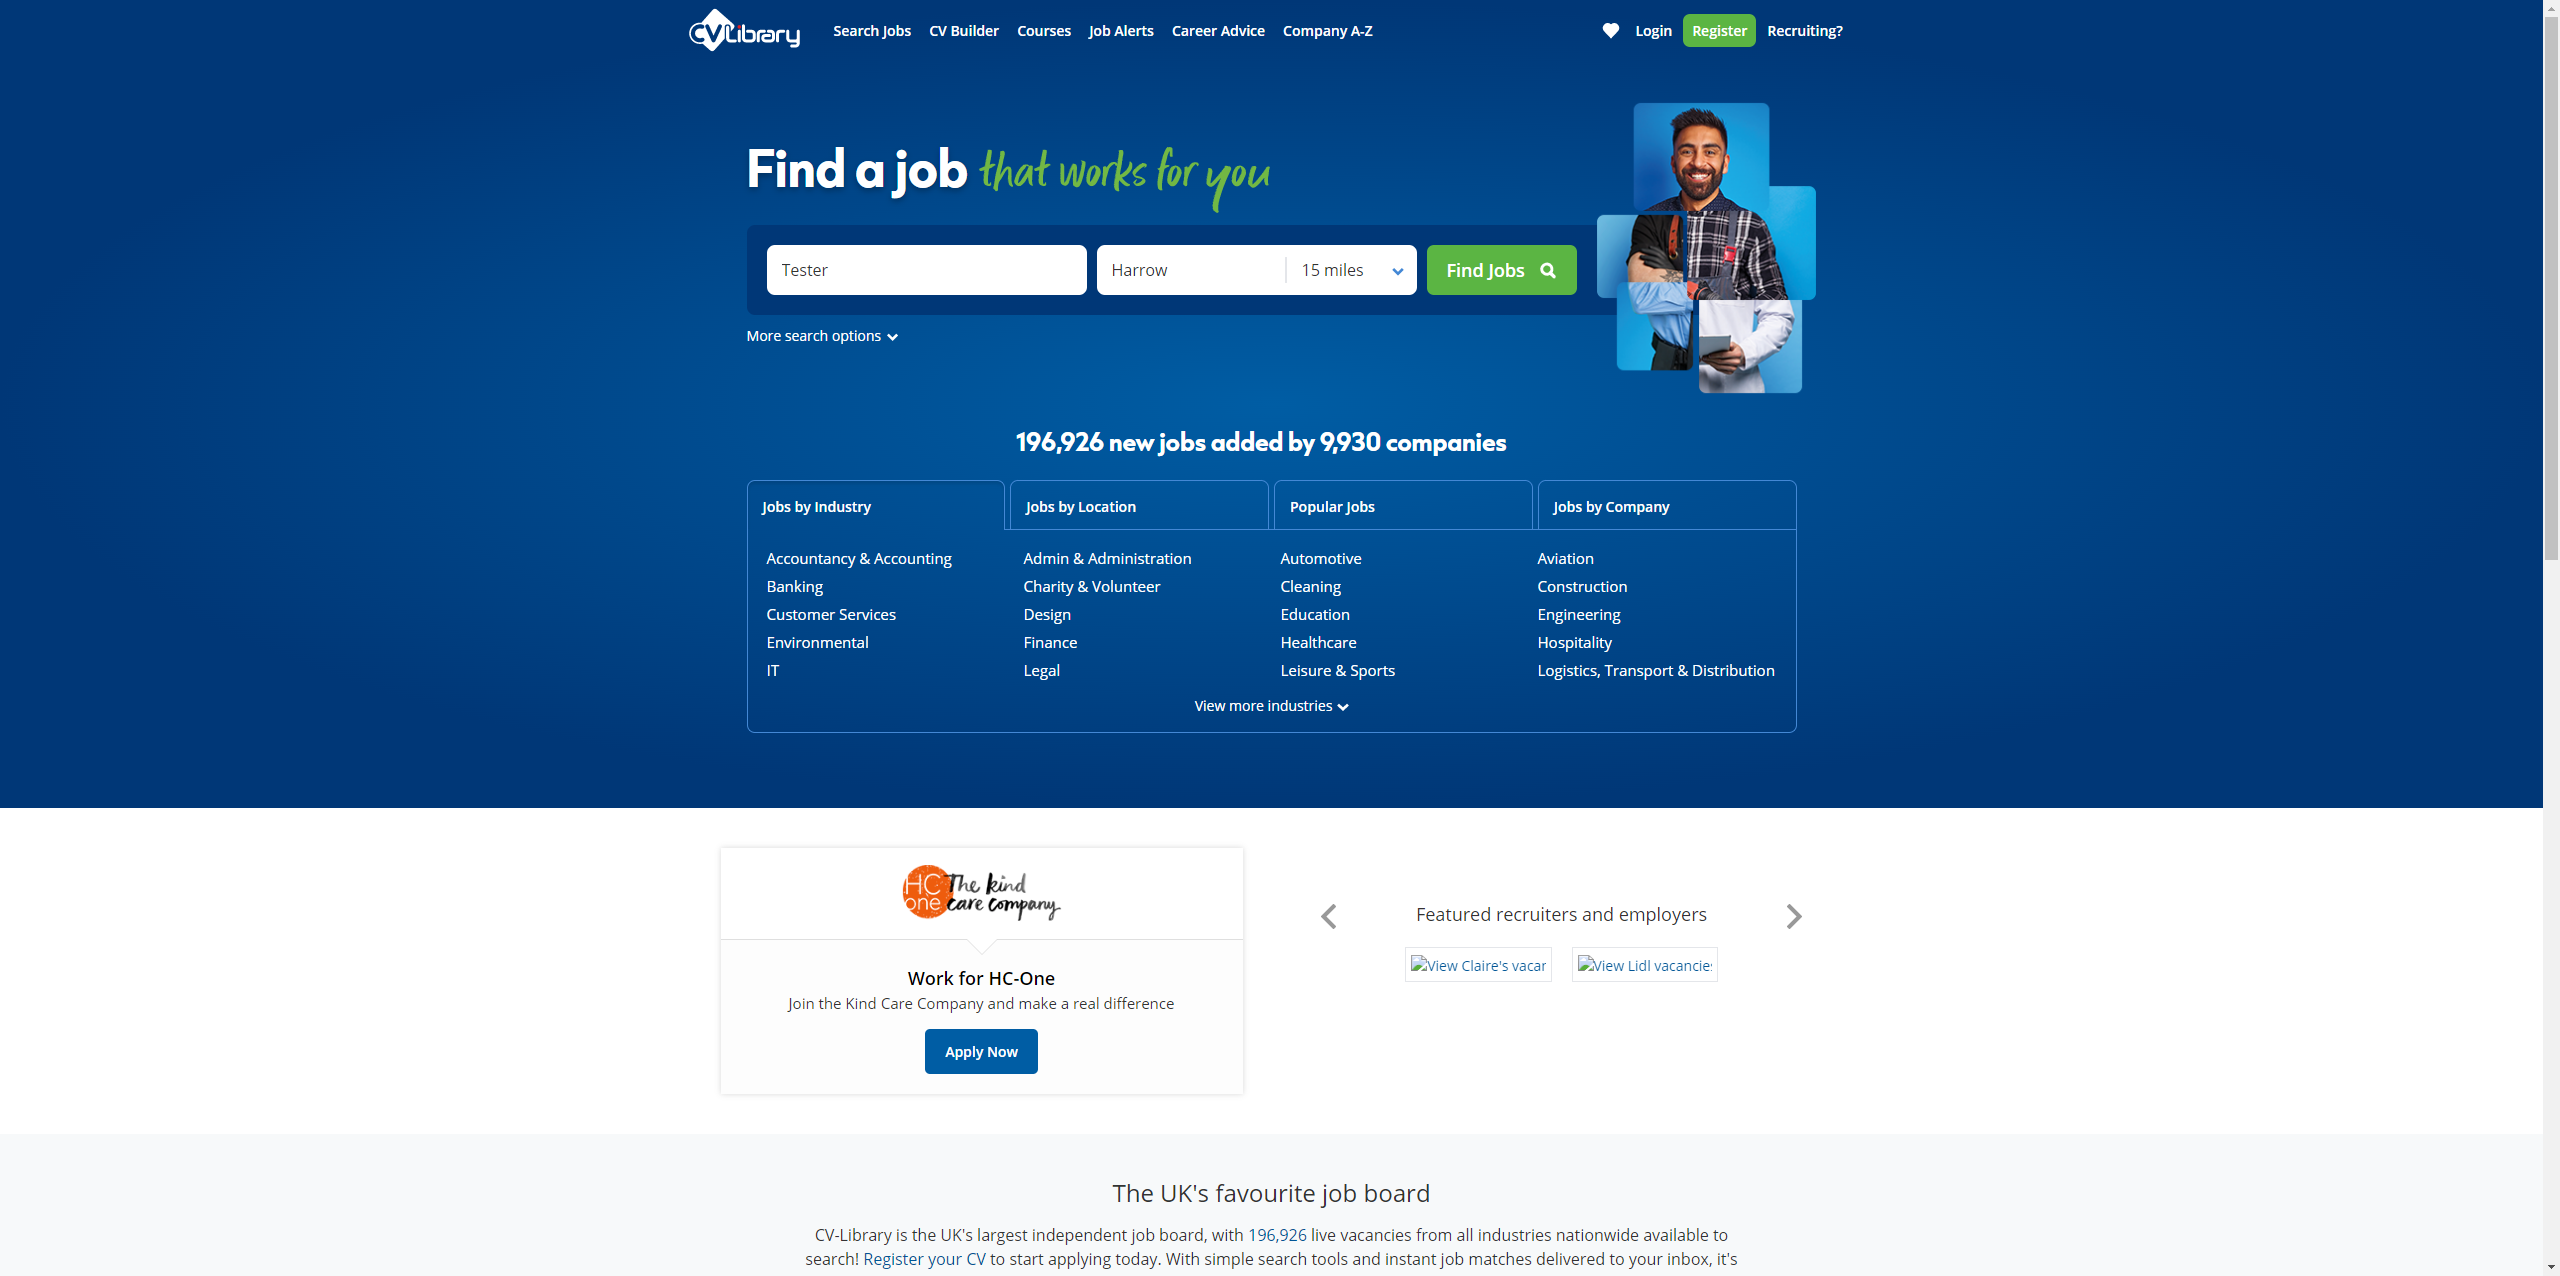 CV Library
Search Jobs CV Builder Courses Job Alerts Career Advice Company A-Z Login Register Recruiting?
Find a job that works for you
Tester Harrow 15 miles Find Jobs
More search options
196,926 new jobs added by 9,930 companies
Jobs by Industry Jobs by Location Popular Jobs Jobs by Company
Accountancy & Accounting Admin & Administration Automotive Aviation
Banking Charity & Volunteer Cleaning Construction
Customer Services Design Education Engineering
Environmental Finance Healthcare Hospitality
IT Legal Leisure & Sports Logistics, Transport & Distribution
View more industries
HC
one
The kind
care company
Work for HC-One
Join the Kind Care Company and make a real difference
Apply Now
Featured recruiters and employers
View Claire's vacar View Lidl vacancies
The UK's favourite job board
CV-Library is the UK's largest independent job board, with 196,926 live vacancies from all industries nationwide available to
search! Register your CV to start applying today. With simple search tools and instant job matches delivered to your inbox, it's